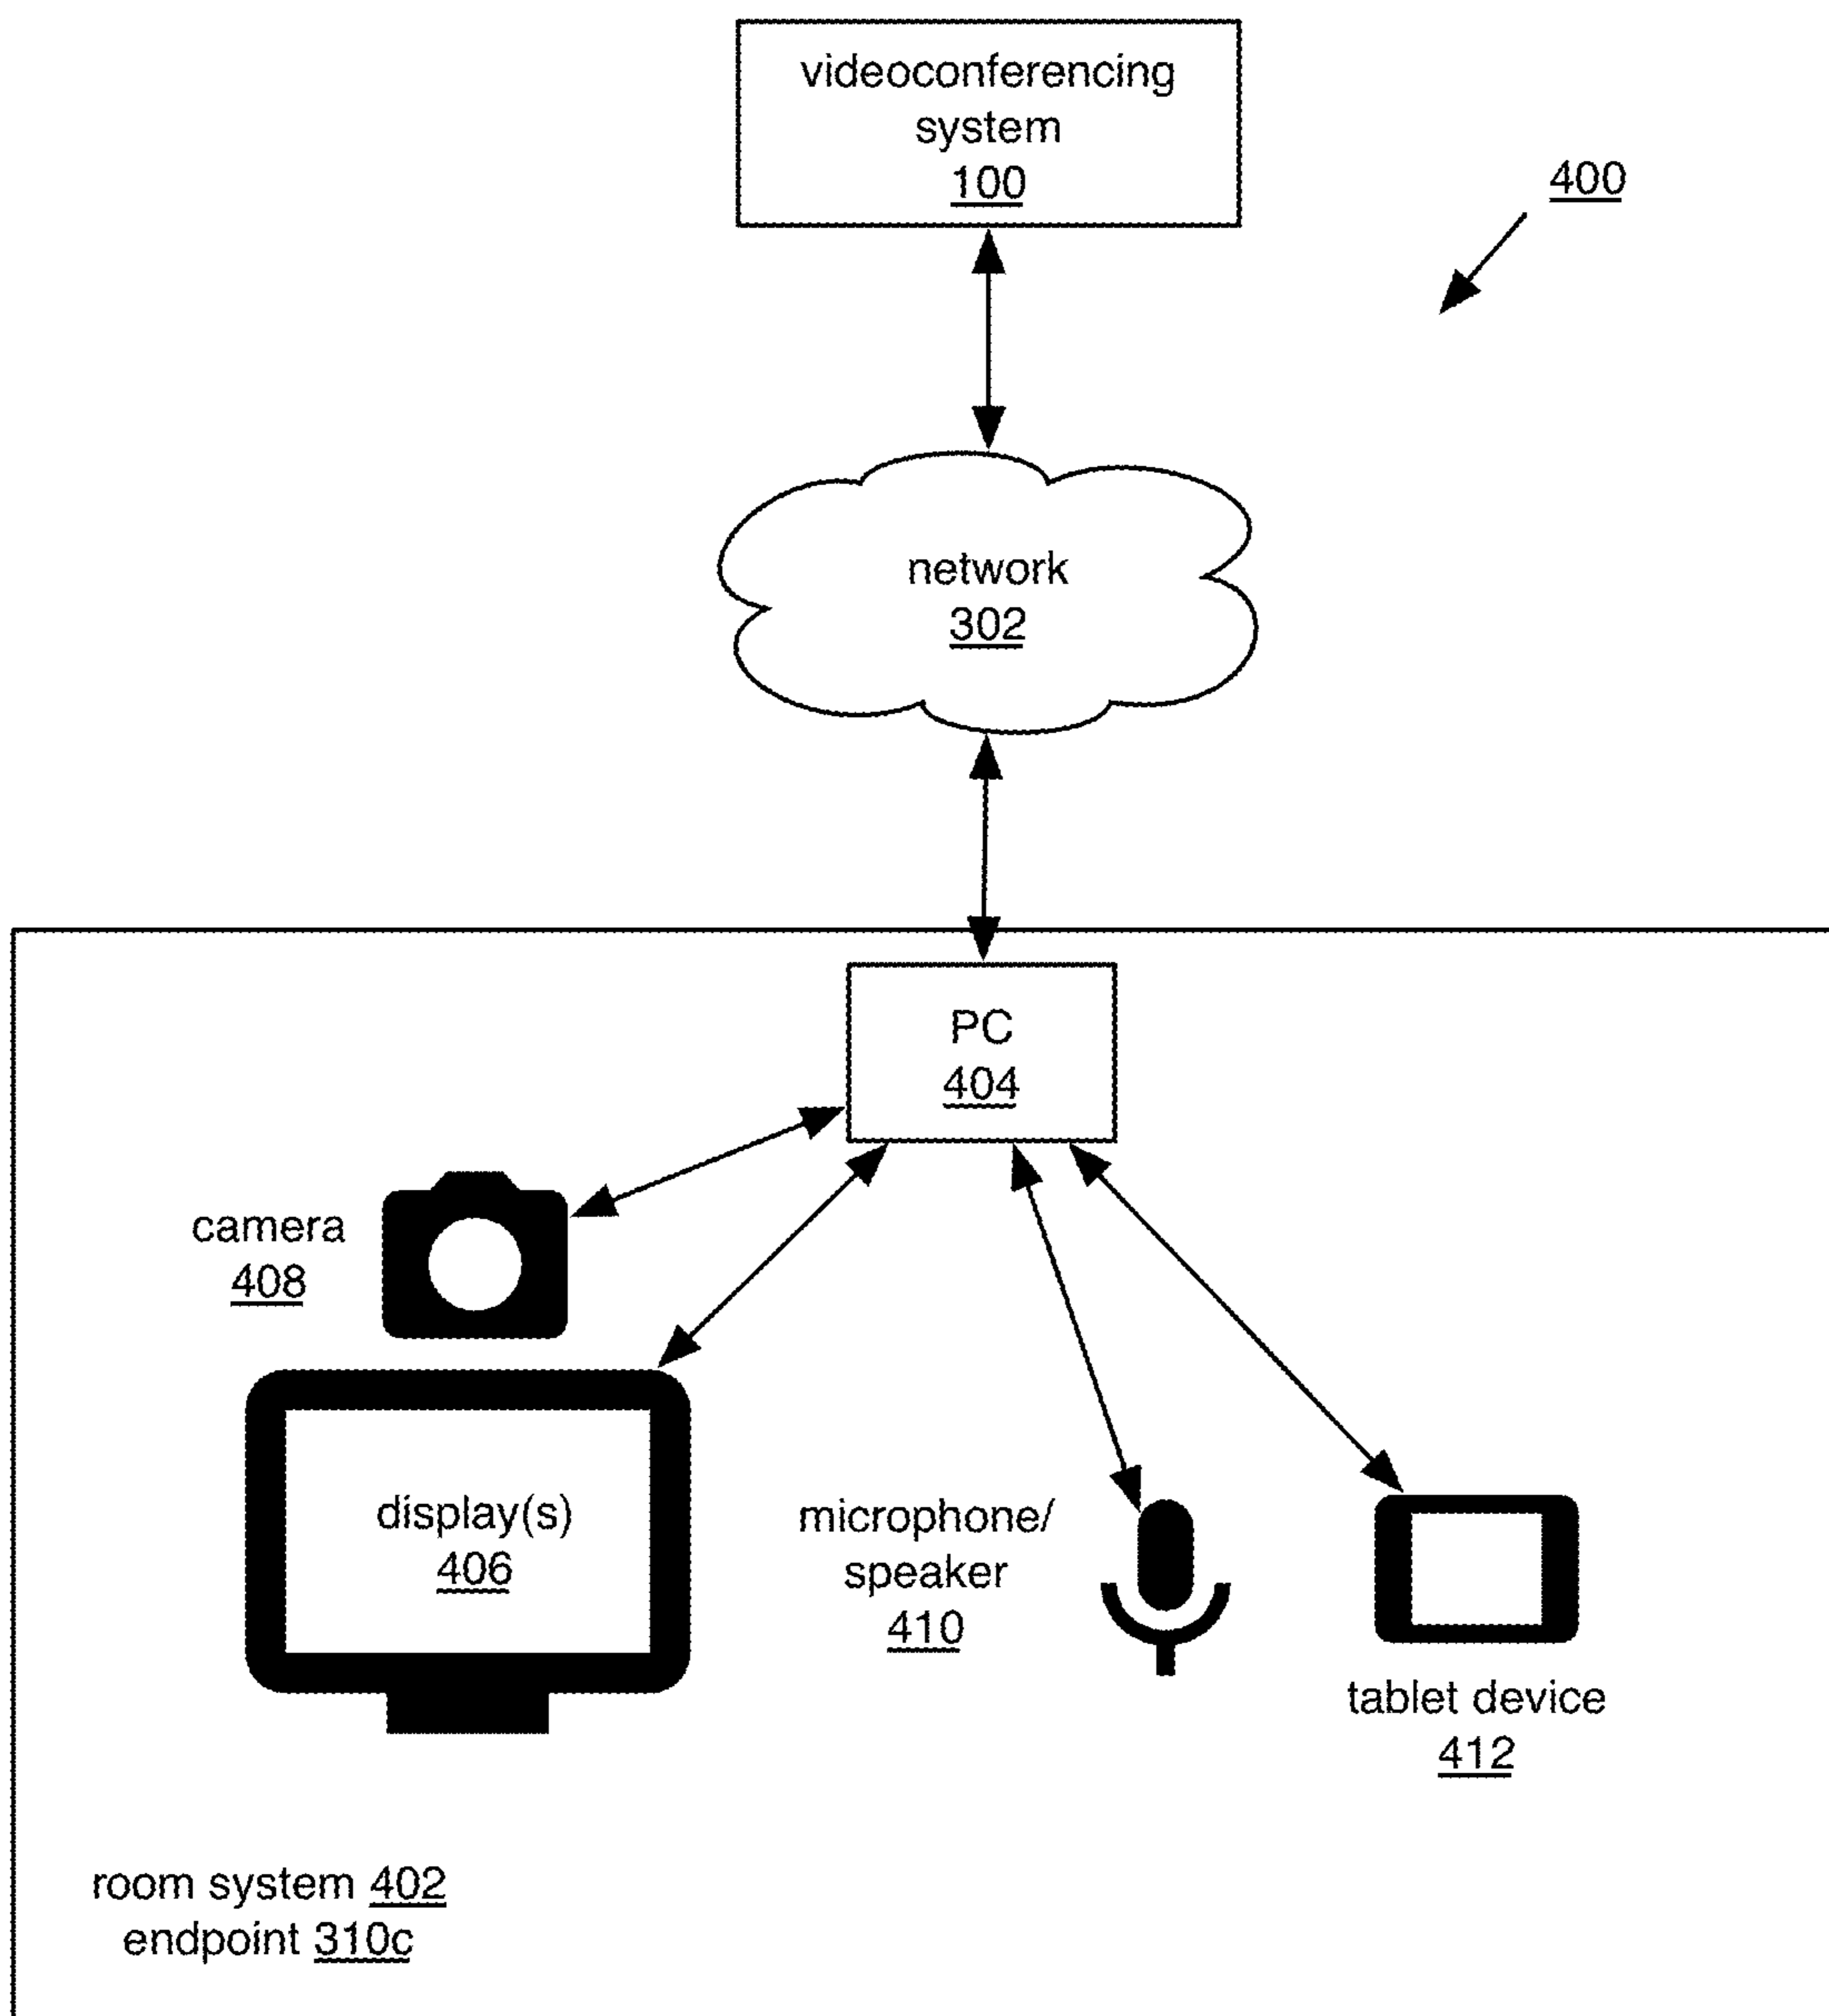 videoconferencing
system
100
400
network
302
PC
404
camera
408
display(s)
406
microphone/
speaker
410
tablet device
412
room system 402
endpoint 310c